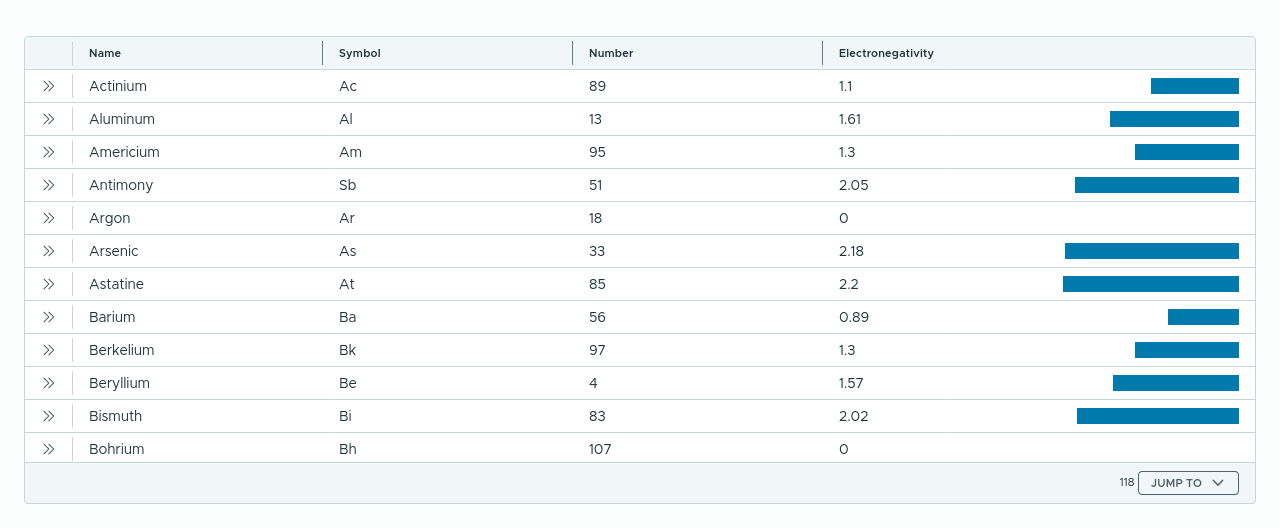 Name Symbol Number Electronegativity
Actinium Ac 89 1.1
Aluminum Al 13 1.61
Americium Am 95 1.3
Antimony Sb 51 2.05
Argon Ar 18 0
Arsenic As 33 2.18
Astatine At 85 2.2
Barium Ba 56 0.89
Berkelium Bk 97 1.3
Beryllium Be 4 1.57
Bismuth Bi 83 2.02
Bohrium Bh 107 0
118 JUMP TO